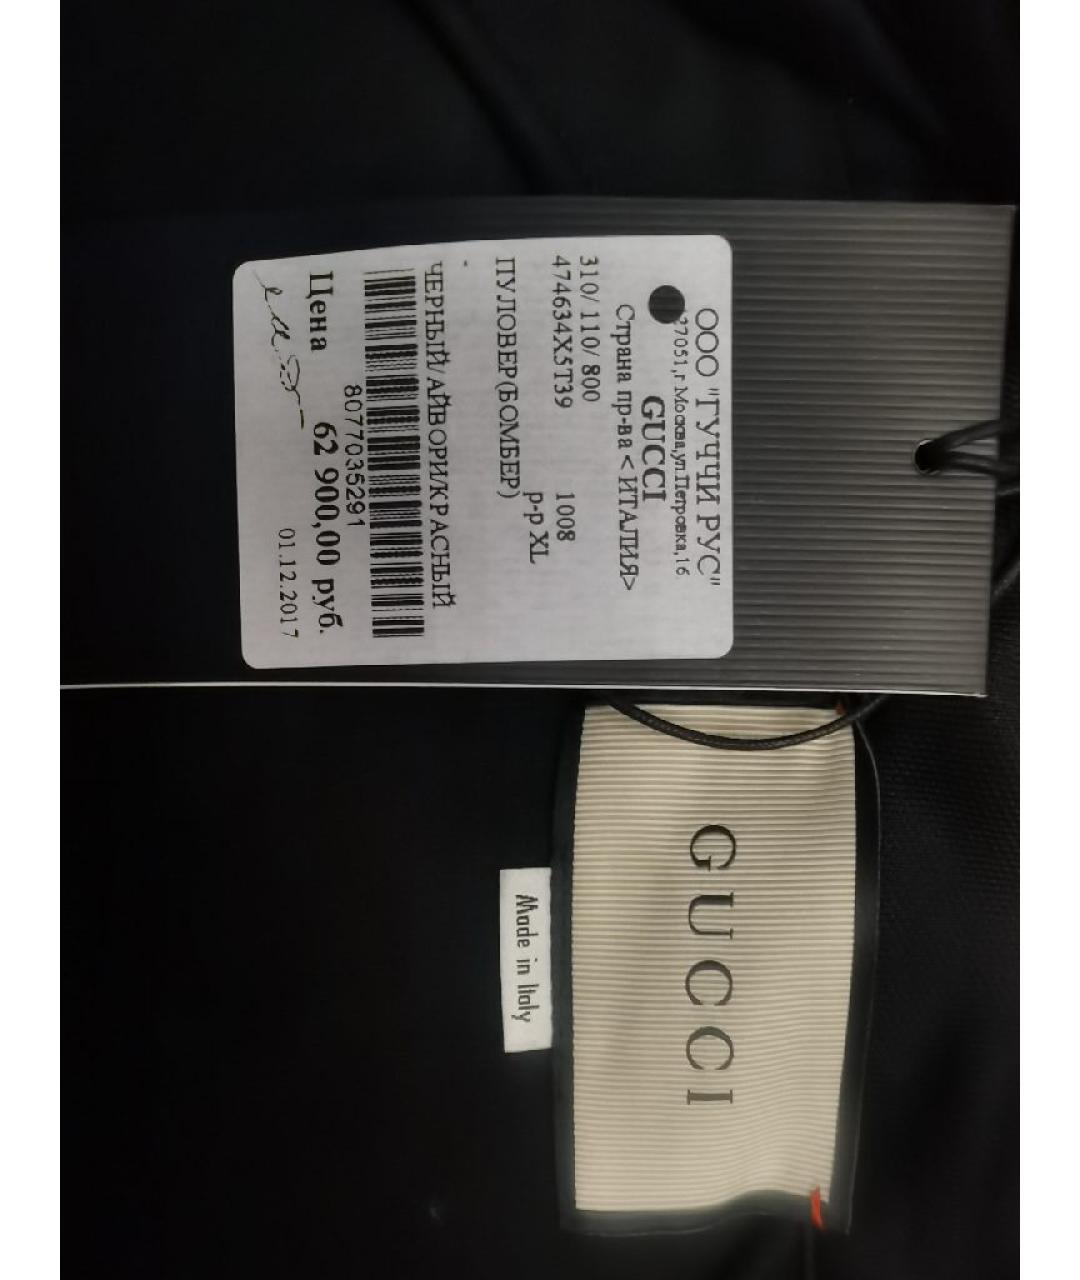 ООО "ГУЧЧИ РУС"
27051,г Москва,ул.Петровка,16
GUCCI
Страна пр-ва < ИТАЛИЯ>
310/ 110/ 800
474634X5T39 1008
р-р XL
ПУЛОВЕР(БОМБЕР)
-
ЧЕРНЫЙ/АЙВОРИ/КРАСНЫЙ
8077035291
Цена 62 900,00 руб.
01.12.2017
GUCCI
Made in Italy